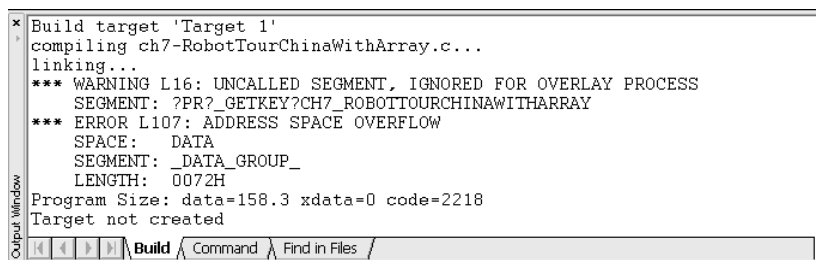 Build target 'Target 1'
compiling ch7-RobotTourChinaWithArray.c...
linking...
*** WARNING L16: UNCALLED SEGMENT, IGNORED FOR OVERLAY PROCESS
    SEGMENT: ?PR?_GETKEY?CH7_ROBOTTOURCHINAWITHARRAY
*** ERROR L107: ADDRESS SPACE OVERFLOW
    SPACE:   DATA
    SEGMENT: _DATA_GROUP_
    LENGTH:  0072H
Program Size: data=158.3 xdata=0 code=2218
Target not created
Output Window
Build Command Find in Files